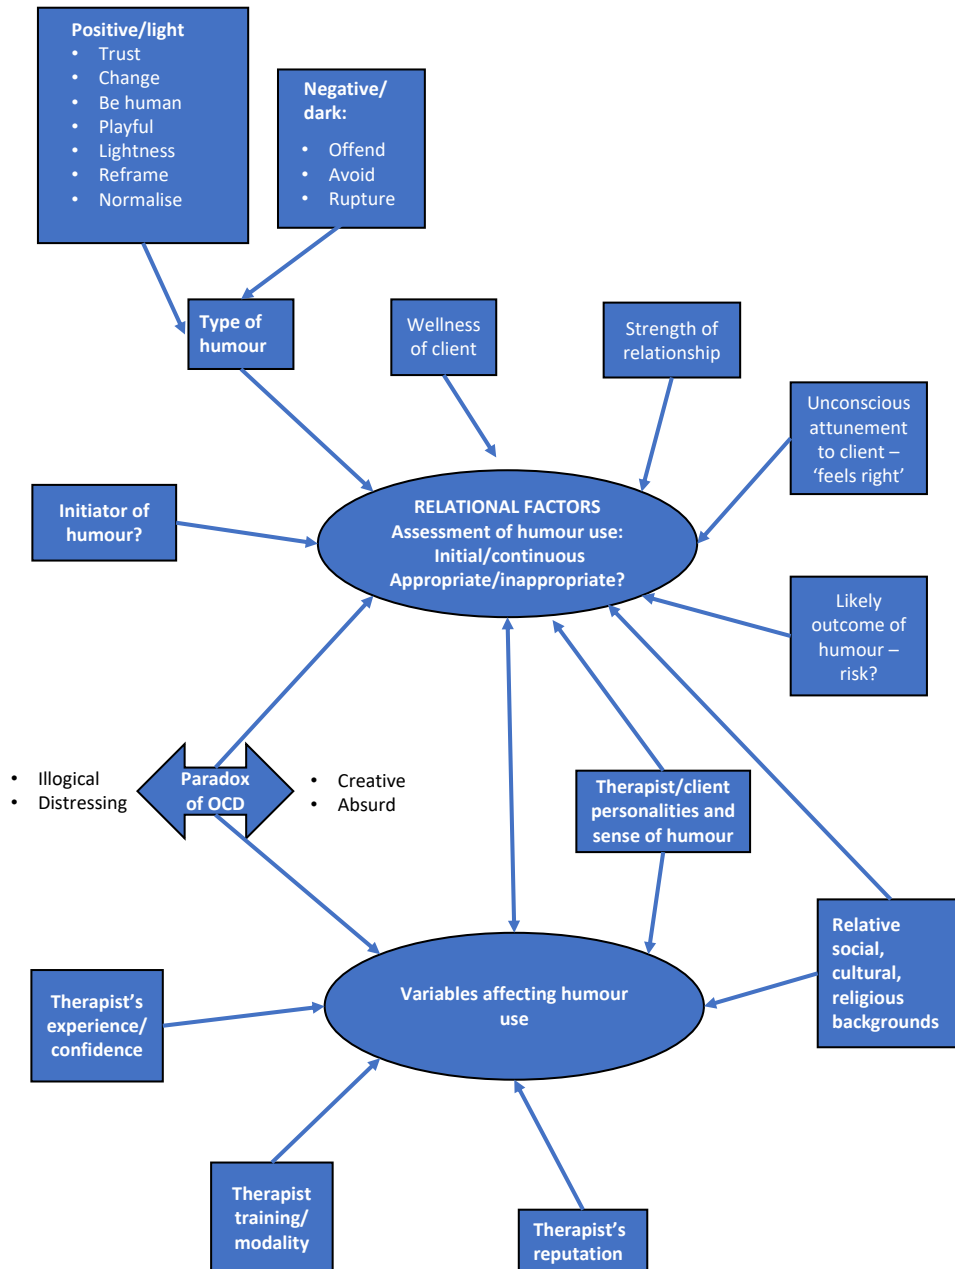 Positive/light
• Trust
• Change
• Be human
• Playful
• Lightness
• Reframe
• Normalise
Negative/
dark:
• Offend
• Avoid
• Rupture
Type of
humour
Wellness
of client
Strength of
relationship
Unconscious
attunement
to client –
‘feels right’
Initiator of
humour?
RELATIONAL FACTORS
Assessment of humour use:
Initial/continuous
Appropriate/inappropriate?
Likely
outcome of
humour –
risk?
• Illogical
• Distressing
Paradox
of OCD
• Creative
• Absurd
Therapist/client
personalities and
sense of humour
Relative
social,
cultural,
religious
backgrounds
Therapist’s
experience/
confidence
Variables affecting humour
use
Therapist
training/
modality
Therapist’s
reputation